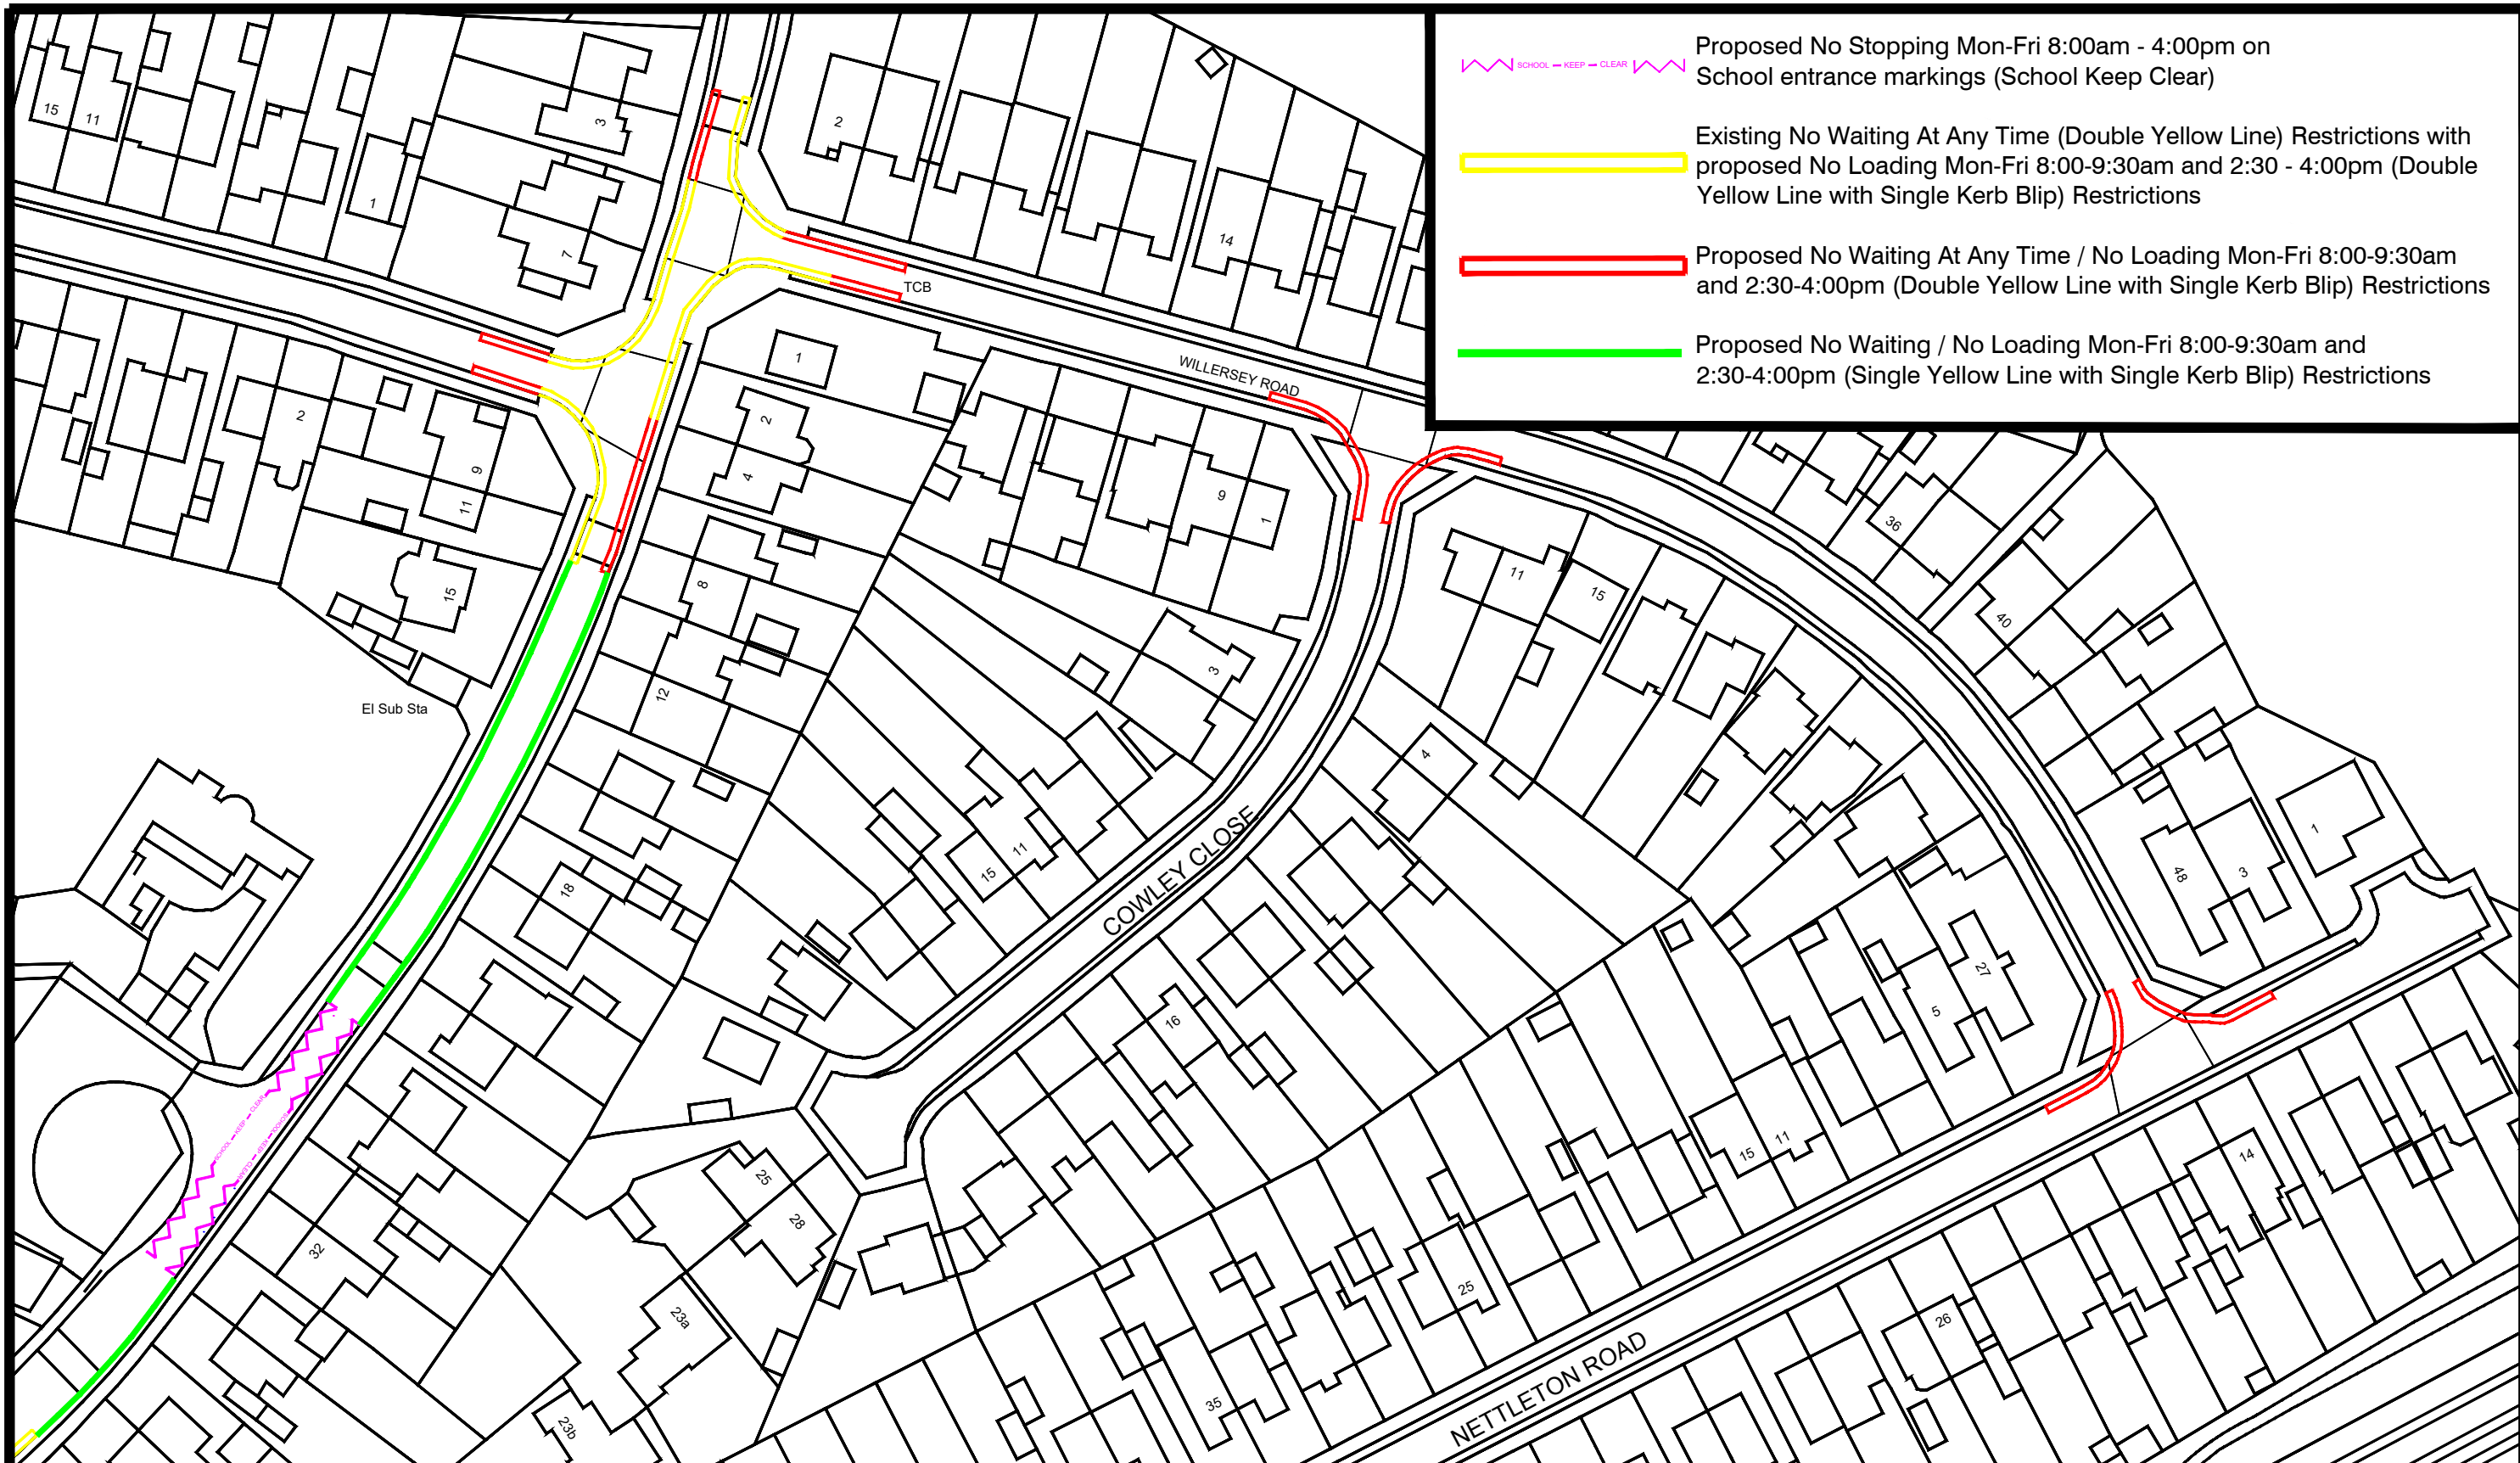 SCHOOL KEEP CLEAR
Proposed No Stopping Mon-Fri 8:00am - 4:00pm on
School entrance markings (School Keep Clear)
Existing No Waiting At Any Time (Double Yellow Line) Restrictions with
proposed No Loading Mon-Fri 8:00-9:30am and 2:30 - 4:00pm (Double
Yellow Line with Single Kerb Blip) Restrictions
Proposed No Waiting At Any Time / No Loading Mon-Fri 8:00-9:30am
and 2:30-4:00pm (Double Yellow Line with Single Kerb Blip) Restrictions
Proposed No Waiting / No Loading Mon-Fri 8:00-9:30am and
2:30-4:00pm (Single Yellow Line with Single Kerb Blip) Restrictions
15
11
3
2
1
7
14
TCB
1
WILLERSEY ROAD
2
2
4
9
11
9
1
36
8
15
11
15
40
3
12
El Sub Sta
4
COWLEY CLOSE
15
11
18
1
48
3
27
5
16
SCHOOL KEEP CLEAR
SCHOOL KEEP CLEAR
15
11
14
25
28
32
23a
25
26
35
23b
NETTLETON ROAD